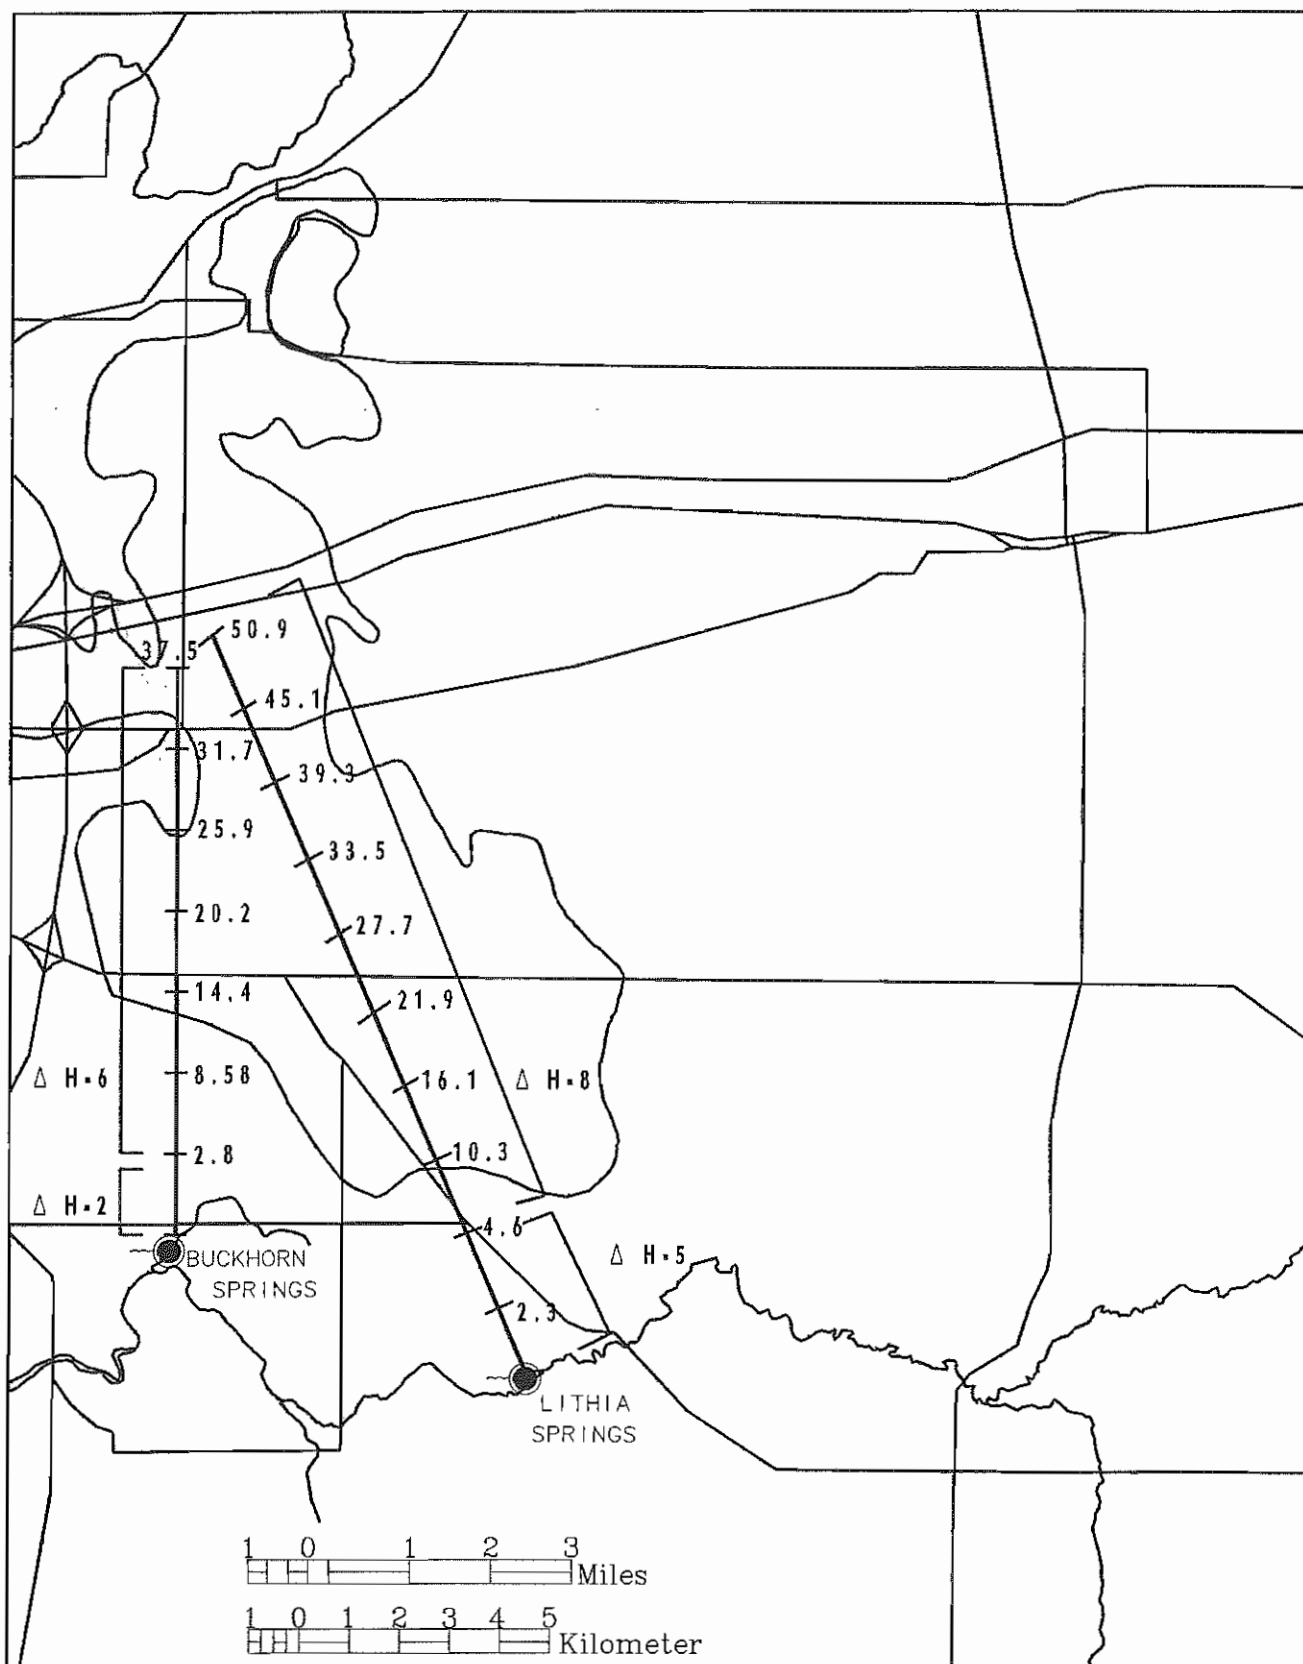 50.9
37.5
45.1
31.7
39.3
25.9
33.5
20.2
27.7
14.4
21.9
Δ H=6
8.58
16.1
Δ H=8
2.8
10.3
Δ H=2
4.6
BUCKHORN
SPRINGS
Δ H=5
2.3
LITHIA
SPRINGS
1 0 1 2 3
Miles
1 0 1 2 3 4 5
Kilometer